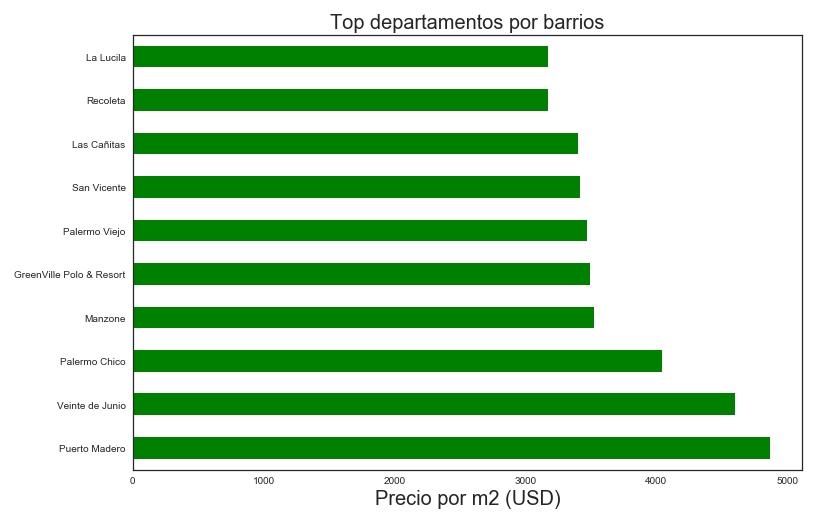 Top departamentos por barrios
La Lucila
Recoleta
Las Cañitas
San Vicente
Palermo Viejo
GreenVille Polo & Resort
Manzone
Palermo Chico
Veinte de Junio
Puerto Madero
0 1000 2000 3000 4000 5000
Precio por m2 (USD)